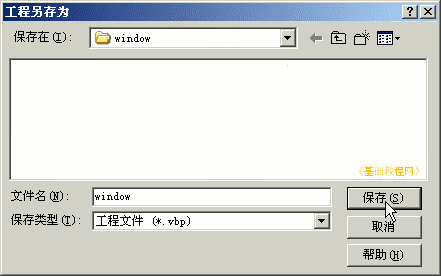 工程另存为
保存在(I): window
(基础教程网)
文件名(N): window 保存(S)
保存类型(T): 工程文件 (*.vbp) 取消
帮助(H)